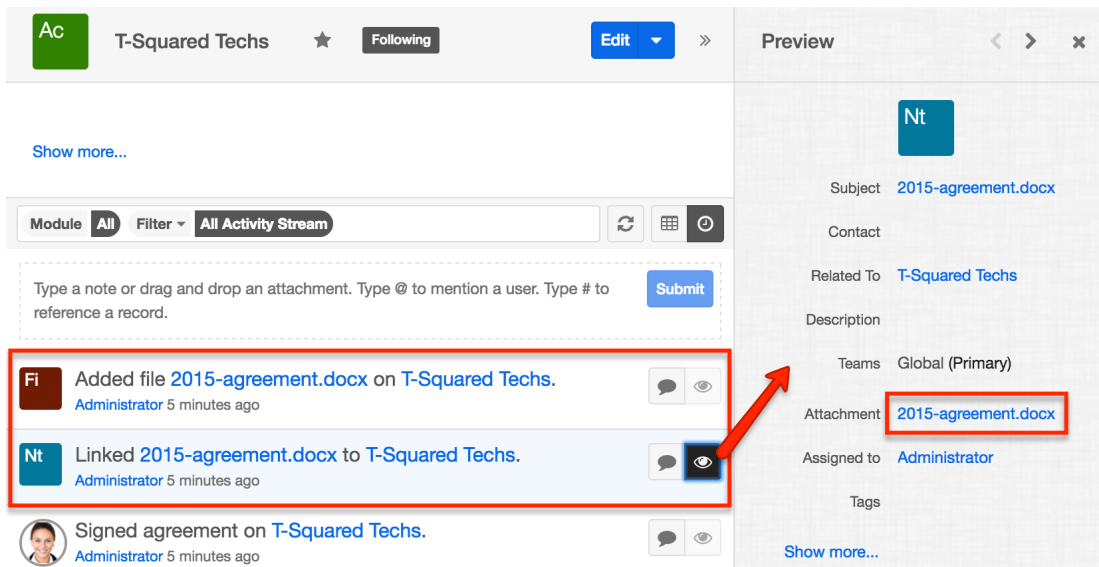 Ac
T-Squared Techs
Following
Edit
Show more...
Module All Filter All Activity Stream
Type a note or drag and drop an attachment. Type @ to mention a user. Type # to
reference a record.
Submit
Fi
Added file 2015-agreement.docx on T-Squared Techs.
Administrator 5 minutes ago
Nt
Linked 2015-agreement.docx to T-Squared Techs.
Administrator 5 minutes ago
Signed agreement on T-Squared Techs.
Administrator 5 minutes ago
Preview
Nt
Subject 2015-agreement.docx
Contact
Related To T-Squared Techs
Description
Teams Global (Primary)
Attachment 2015-agreement.docx
Assigned to Administrator
Tags
Show more...